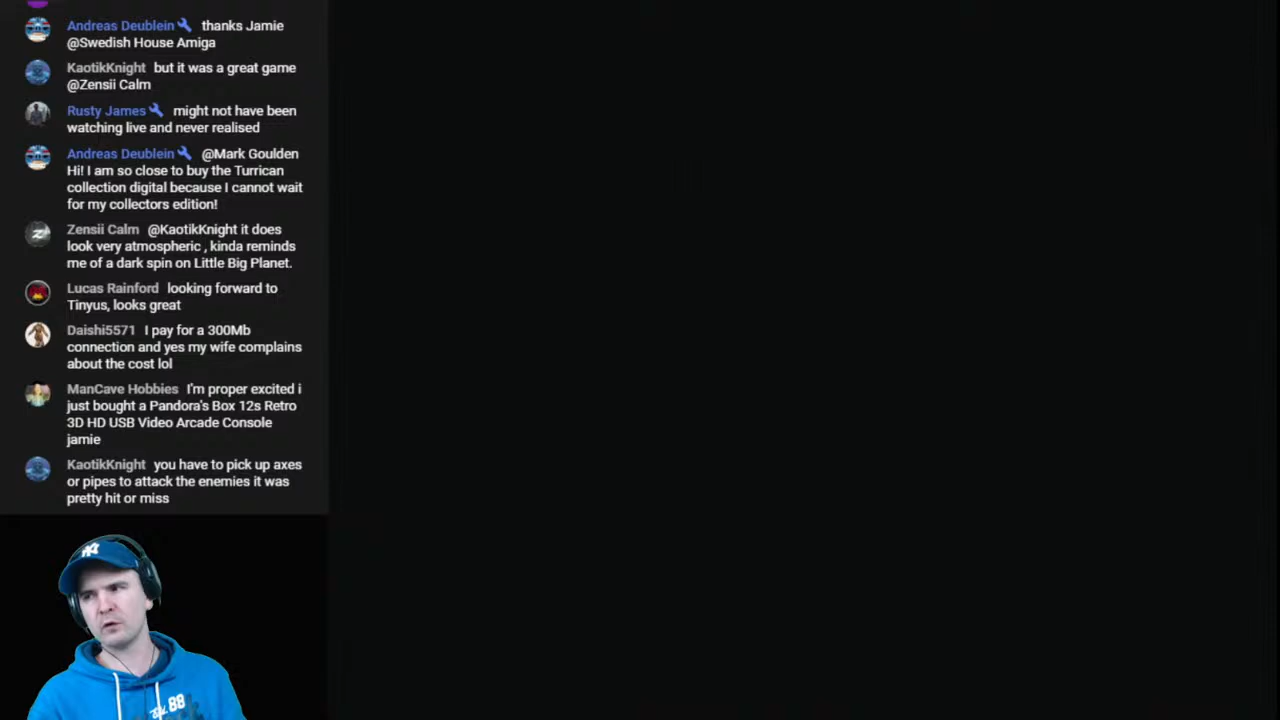 Andreas Deublein thanks Jamie
@Swedish House Amiga
KaotikKnight but it was a great game
@Zensii Calm
Rusty James might not have been
watching live and never realised
Andreas Deublein @Mark Goulden
Hi! I am so close to buy the Turrican
collection digital because I cannot wait
for my collectors edition!
Zensii Calm @KaotikKnight it does
look very atmospheric , kinda reminds
me of a dark spin on Little Big Planet.
Lucas Rainford looking forward to
Tinyus, looks great
Daishi5571 I pay for a 300Mb
connection and yes my wife complains
about the cost lol
ManCave Hobbies I'm proper excited i
just bought a Pandora's Box 12s Retro
3D HD USB Video Arcade Console
jamie
KaotikKnight you have to pick up axes
or pipes to attack the enemies it was
pretty hit or miss
NY
Est. 88